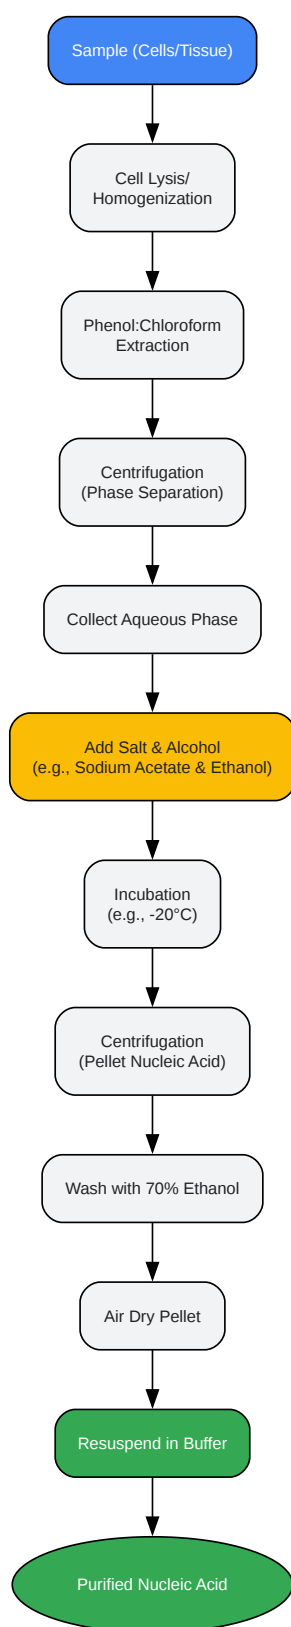 Sample (Cells/Tissue)
Cell Lysis/
Homogenization
Phenol:Chloroform
Extraction
Centrifugation
(Phase Separation)
Collect Aqueous Phase
Add Salt & Alcohol
(e.g., Sodium Acetate & Ethanol)
Incubation
(e.g., -20°C)
Centrifugation
(Pellet Nucleic Acid)
Wash with 70% Ethanol
Air Dry Pellet
Resuspend in Buffer
Purified Nucleic Acid